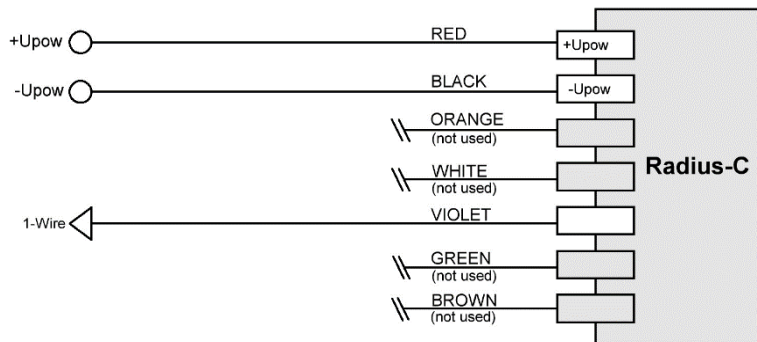 +Upow RED +Upow
-Upow BLACK -Upow
ORANGE
(not used)
WHITE
(not used)
Radius-C
1-Wire VIOLET
GREEN
(not used)
BROWN
(not used)